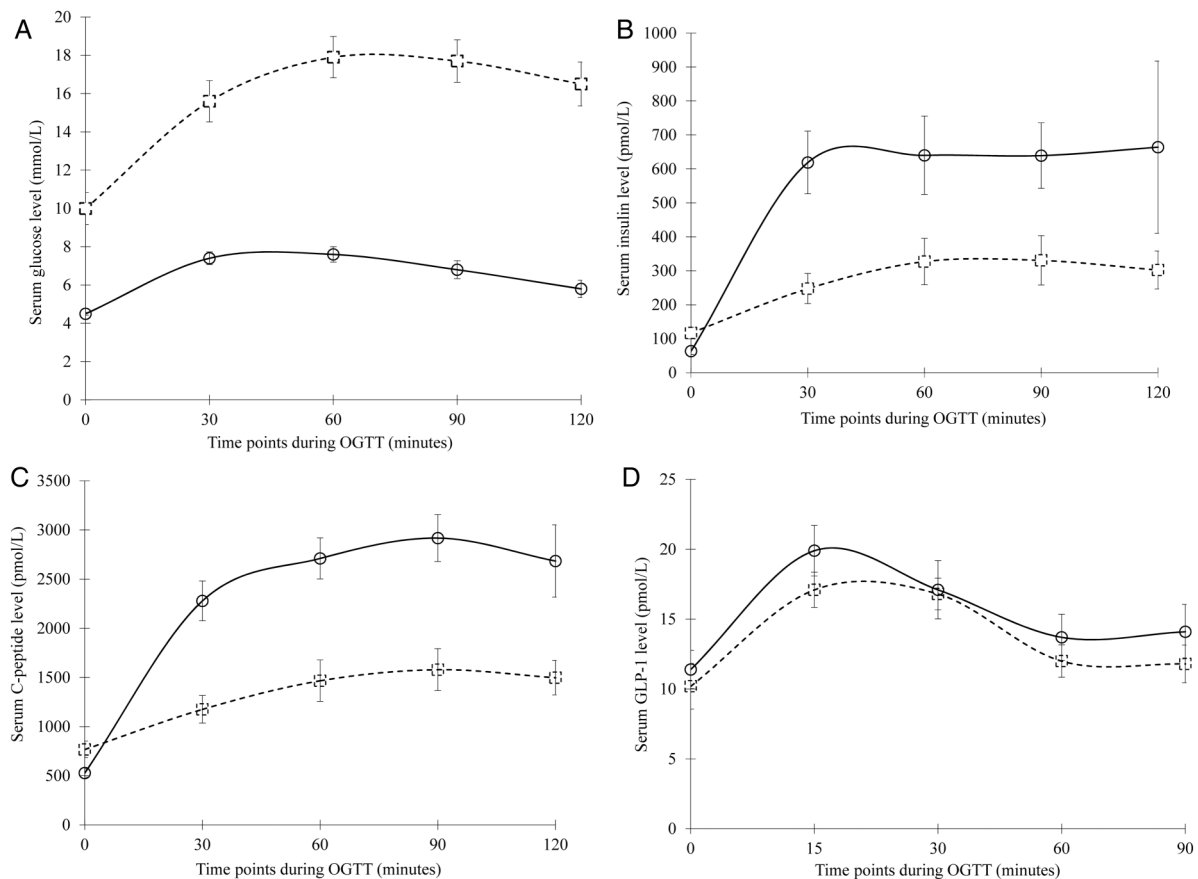 A
Serum glucose level (mmol/L)
20
18
16
14
12
10
8
6
4
2
0
0 30 60 90 120
Time points during OGTT (minutes)
B
Serum insulin level (pmol/L)
1000
900
800
700
600
500
400
300
200
100
0
0 30 60 90 120
Time points during OGTT (minutes)
C
Serum C-peptide level (pmol/L)
3500
3000
2500
2000
1500
1000
500
0
0 30 60 90 120
Time points during OGTT (minutes)
D
Serum GLP-1 level (pmol/L)
25
20
15
10
5
0
0 15 30 60 90
Time points during OGTT (minutes)